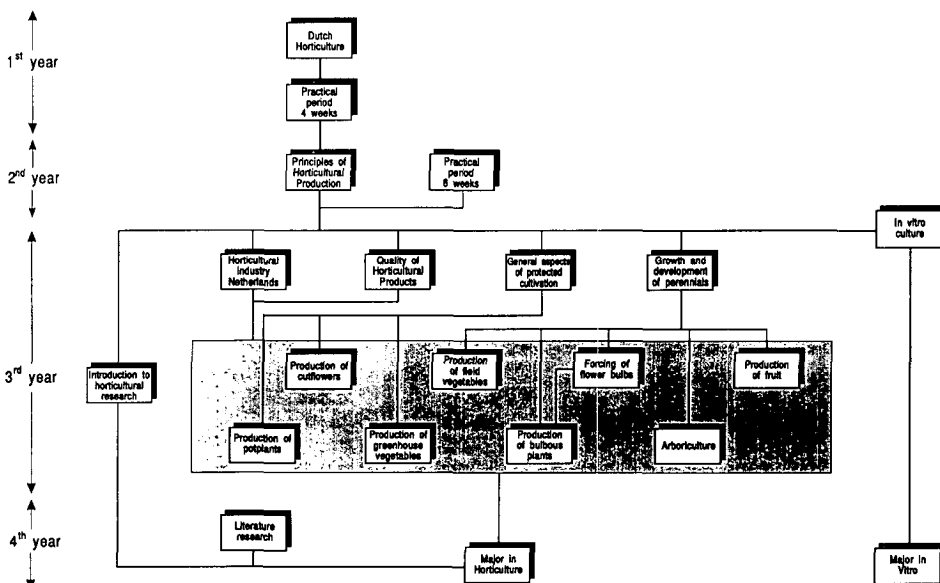 1st year
Dutch
Horticulture
Practical
period
4 weeks
2nd year
Principles of
Horticultural
Production
Practical
period
6 weeks
In vitro
culture
3rd year
Horticultural
Industry
Netherlands
Quality of
Horticultural
Products
General aspects
of protected
cultivation
Growth and
development
of perennials
Introduction to
horticultural
research
Production of
cutflowers
Production
of field
vegetables
Forcing of
flower bulbs
Production
of fruit
Production of
potplants
Production of
greenhouse
vegetables
Production
of bulbous
plants
Arboriculture
4th year
Literature
research
Major in
Horticulture
Major in
Vitro